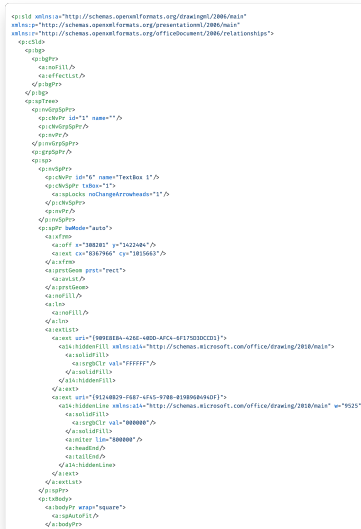 <p:sld xmlns:a="http://schemas.openxmlformats.org/drawingml/2006/main"
xmlns:p="http://schemas.openxmlformats.org/presentationml/2006/main"
xmlns:r="http://schemas.openxmlformats.org/officeDocument/2006/relationships">
<p:cSld>
<p:bg>
<p:bgPr>
<a:noFill/>
<a:effectLst/>
</p:bgPr>
</p:bg>
<p:spTree>
<p:nvGrpSpPr>
<p:cNvPr id="1" name=""/>
<p:cNvGrpSpPr/>
<p:nvPr/>
</p:nvGrpSpPr>
<p:grpSpPr/>
<p:sp>
<p:nvSpPr>
<p:cNvPr id="6" name="TextBox 1"/>
<p:cNvSpPr txBox="1">
<a:spLocks noChangeArrowheads="1"/>
</p:cNvSpPr>
<p:nvPr/>
</p:nvSpPr>
<p:spPr bwMode="auto">
<a:xfrm>
<a:off x="308201" y="1422404"/>
<a:ext cx="8367966" cy="1015663"/>
</a:xfrm>
<a:prstGeom prst="rect">
<a:avLst/>
</a:prstGeom>
<a:noFill/>
<a:ln>
<a:noFill/>
</a:ln>
<a:extLst>
<a:ext uri="{909E8E84-426E-40DD-AFC4-6F175D3DCCD1}">
<a14:hiddenFill xmlns:a14="http://schemas.microsoft.com/office/drawing/2010/main">
<a:solidFill>
<a:srgbClr val="FFFFFF"/>
</a:solidFill>
</a14:hiddenFill>
</a:ext>
<a:ext uri="{91240B29-F687-4F45-9708-019B960494DF}">
<a14:hiddenLine xmlns:a14="http://schemas.microsoft.com/office/drawing/2010/main" w="9525">
<a:solidFill>
<a:srgbClr val="000000"/>
</a:solidFill>
<a:miter lim="800000"/>
<a:headEnd/>
<a:tailEnd/>
</a14:hiddenLine>
</a:ext>
</a:extLst>
</p:spPr>
<p:txBody>
<a:bodyPr wrap="square">
<a:spAutoFit/>
</a:bodyPr>